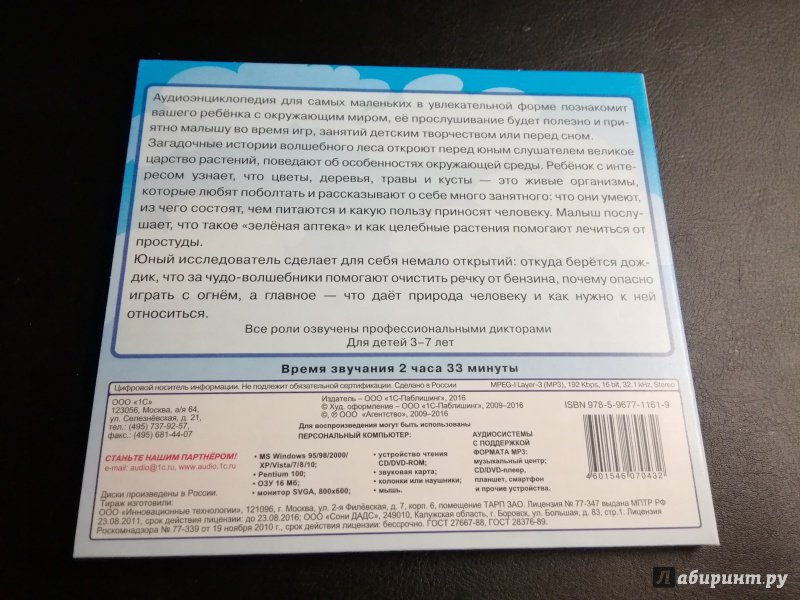 Аудиоэнциклопедия для самых маленьких в увлекательной форме познакомит
вашего ребёнка с окружающим миром, её прослушивание будет полезно и при-
ятно малышу во время игр, занятий детским творчеством или перед сном.
Загадочные истории волшебного леса откроют перед юным слушателем великое
царство растений, поведают об особенностях окружающей среды. Ребёнок с инте-
ресом узнает, что цветы, деревья, травы и кусты — это живые организмы,
которые любят поболтать и рассказывают о себе много занятного: что они умеют,
из чего состоят, чем питаются и какую пользу приносят человеку. Малыш послу-
шает, что такое «зелёная аптека» и как целебные растения помогают лечиться от
простуды.
Юный исследователь сделает для себя немало открытий: откуда берётся дож-
дик, что за чудо-волшебники помогают очистить речку от бензина, почему опасно
играть с огнём, а главное — что даёт природа человеку и как нужно к ней
относиться.
Все роли озвучены профессиональными дикторами
Для детей 3–7 лет
Время звучания 2 часа 33 минуты
Цифровой носитель информации. Не подлежит обязательной сертификации. Сделано в России
MPEG-I Layer-3 (MP3), 192 Kbps, 16 bit, 32.1 kHz, Stereo
ООО «1С»
123056, Москва, а/я 64,
ул. Селезнёвская, д. 21,
тел.: (495) 737-92-57,
факс.: (495) 681-44-07
СТАНЬТЕ НАШИМ ПАРТНЁРОМ!
e-mail: audio@1c.ru, www.audio.1c.ru
Издатель – ООО «1С-Паблишинг», 2016
© Худ. оформление – ООО «1С-Паблишинг», 2009–2016
©, ℗ ООО «Агентство», 2009–2016
Для воспроизведения могут быть использованы
ПЕРСОНАЛЬНЫЙ КОМПЬЮТЕР:
• MS Windows 95/98/2000/
XP/Vista/7/8/10;
• Pentium 100;
• ОЗУ 16 Мб;
• монитор SVGA, 800x600;
• устройство чтения
CD/DVD-ROM;
• звуковая карта;
• колонки или наушники;
• мышь.
АУДИОСИСТЕМЫ
С ПОДДЕРЖКОЙ
ФОРМАТА MP3:
музыкальный центр;
CD/DVD-плеер,
планшет, смартфон
и прочие устройства.
ISBN 978-5-9677-1161-9
4601546070432
Диски произведены в России.
Тираж изготовили:
ООО «Инновационные технологии», 121096, г. Москва, ул. 2-я Филёвская, д. 7, корп. 6, помещение ТАРП ЗАО. Лицензия № 77-347 выдана МПТР РФ
23.08.2011, срок действия лицензии: до 23.08.2016; ООО «Сони ДАДС», 249010, Калужская область, г. Боровск, ул. Большая, д. 83, стр.1. Лицензия
Роскомнадзора № 77-339 от 19 ноября 2010 г., срок действия лицензии: бессрочно. ГОСТ 27667-88, ГОСТ 28376-89.
Лабиринт.ру